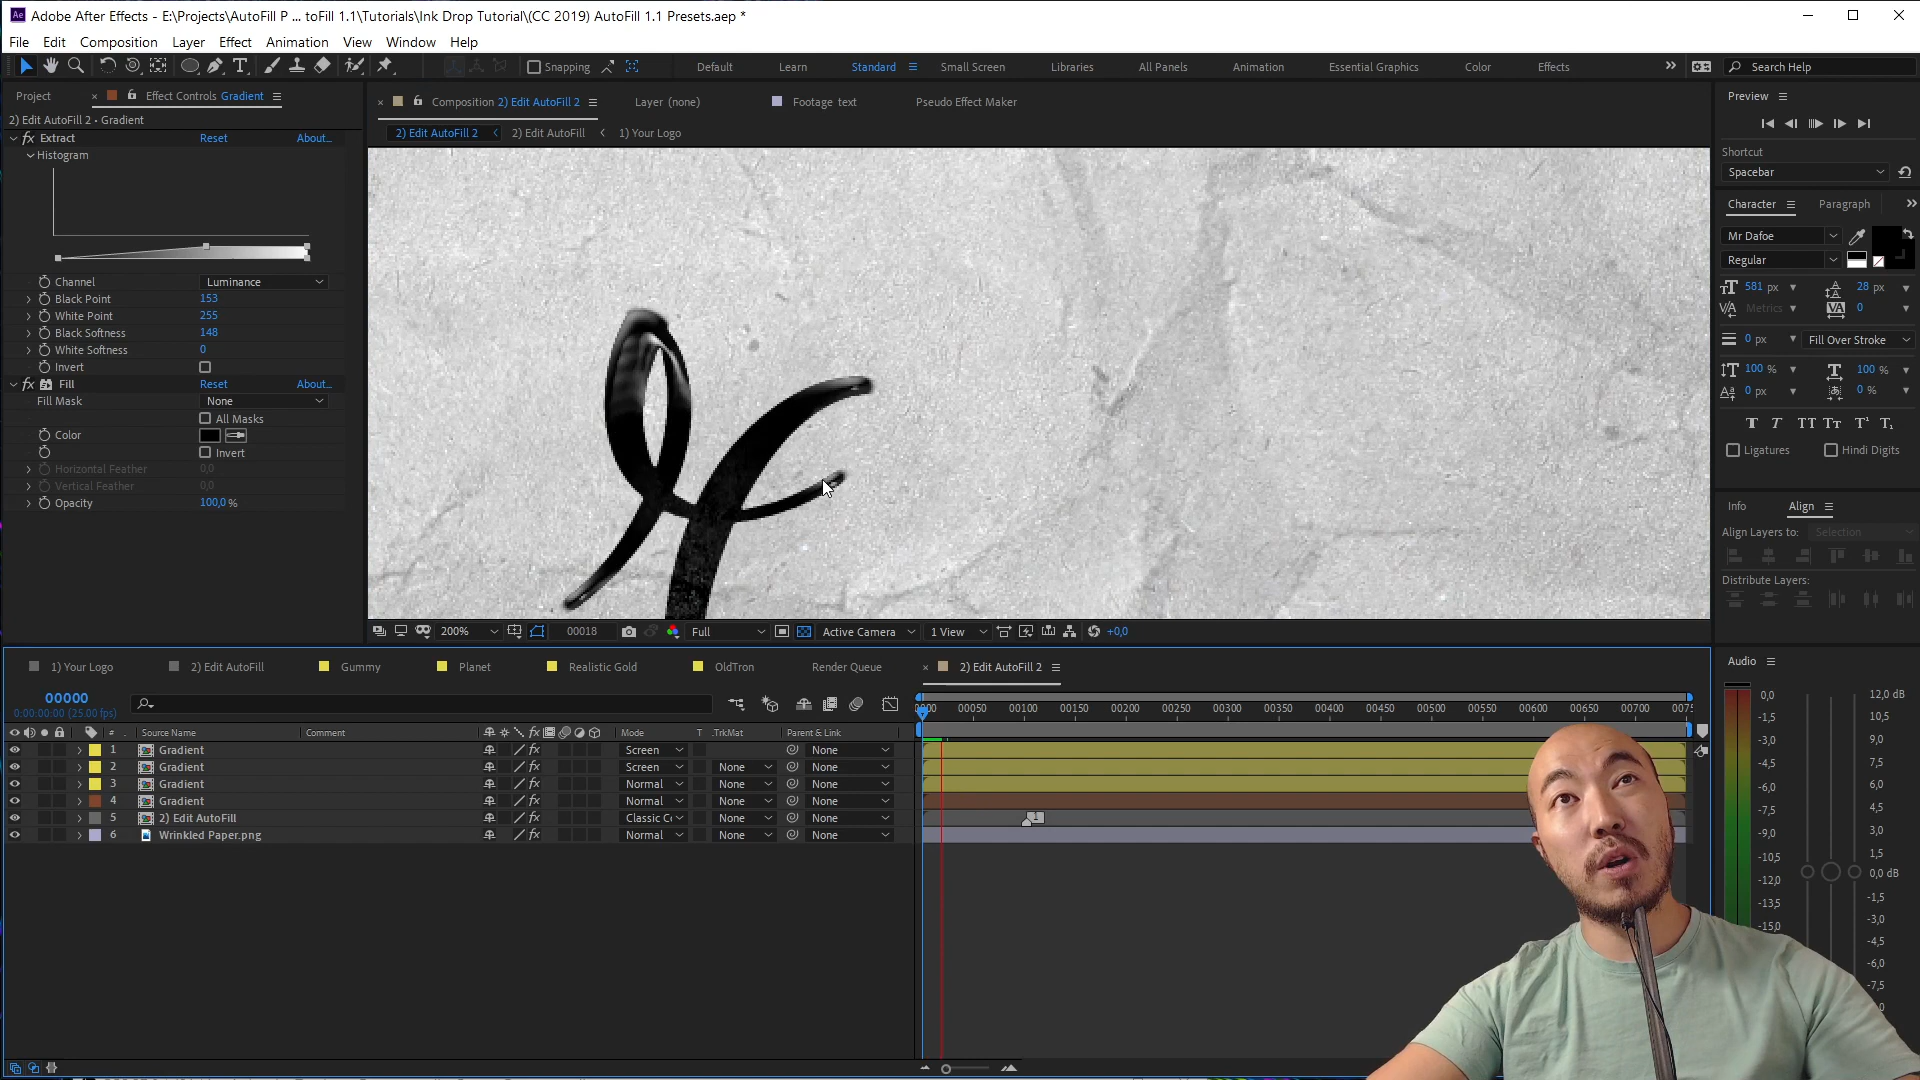 Adobe After Effects - E:\Projects\AutoFill P ... toFill 1.1\Tutorials\Ink Drop Tutorial\(CC 2019) AutoFill 1.1 Presets.aep *
File Edit Composition Layer Effect Animation View Window Help
Snapping Default Learn Standard Small Screen Libraries All Panels Animation Essential Graphics Color Effects Search Help
Project Effect Controls Gradient
Composition 2) Edit AutoFill 2 Layer (none) Footage text Pseudo Effect Maker
Preview
2) Edit AutoFill 2 • Gradient
2) Edit AutoFill 2 2) Edit AutoFill 1) Your Logo
Extract Reset About...
Histogram
Channel Luminance
Black Point 153
White Point 255
Black Softness 148
White Softness 0
Invert
Fill Reset About...
Fill Mask None
All Masks
Color
Invert
Horizontal Feather 0,0
Vertical Feather 0,0
Opacity 100,0 %
Shortcut
Spacebar
Character Paragraph
Mr Dafoe
Regular
581 px 28 px
Metrics 0
0 px Fill Over Stroke
100 % 100 %
0 px 0 %
Ligatures Hindi Digits
Info Align
Align Layers to: Selection
Distribute Layers:
200% 00018 Full Active Camera 1 View +0,0
1) Your Logo 2) Edit AutoFill Gummy Planet Realistic Gold OldTron Render Queue 2) Edit AutoFill 2
00000
0:00:00:00 (25.00 fps)
0000 00050 00100 00150 00200 00250 00300 00350 00400 00450 00500 00550 00600 00650 00700 0075
# Source Name Comment Mode T .TrkMat Parent & Link
1 Gradient Screen None
2 Gradient Screen None None
3 Gradient Normal None None
4 Gradient Normal None None
5 2) Edit AutoFill Classic C None None
1
6 Wrinkled Paper.png Normal None None
Audio
0,0 12,0 dB
-1,5 10,5
-3,0 9,0
-4,5 7,5
-6,0 6,0
-7,5 4,5
-9,0 3,0
-10,5 1,5
-12,0 0,0 dB
-13,5 -1,5
-15,0 -3,0
-4,5
-6,0
-7,5